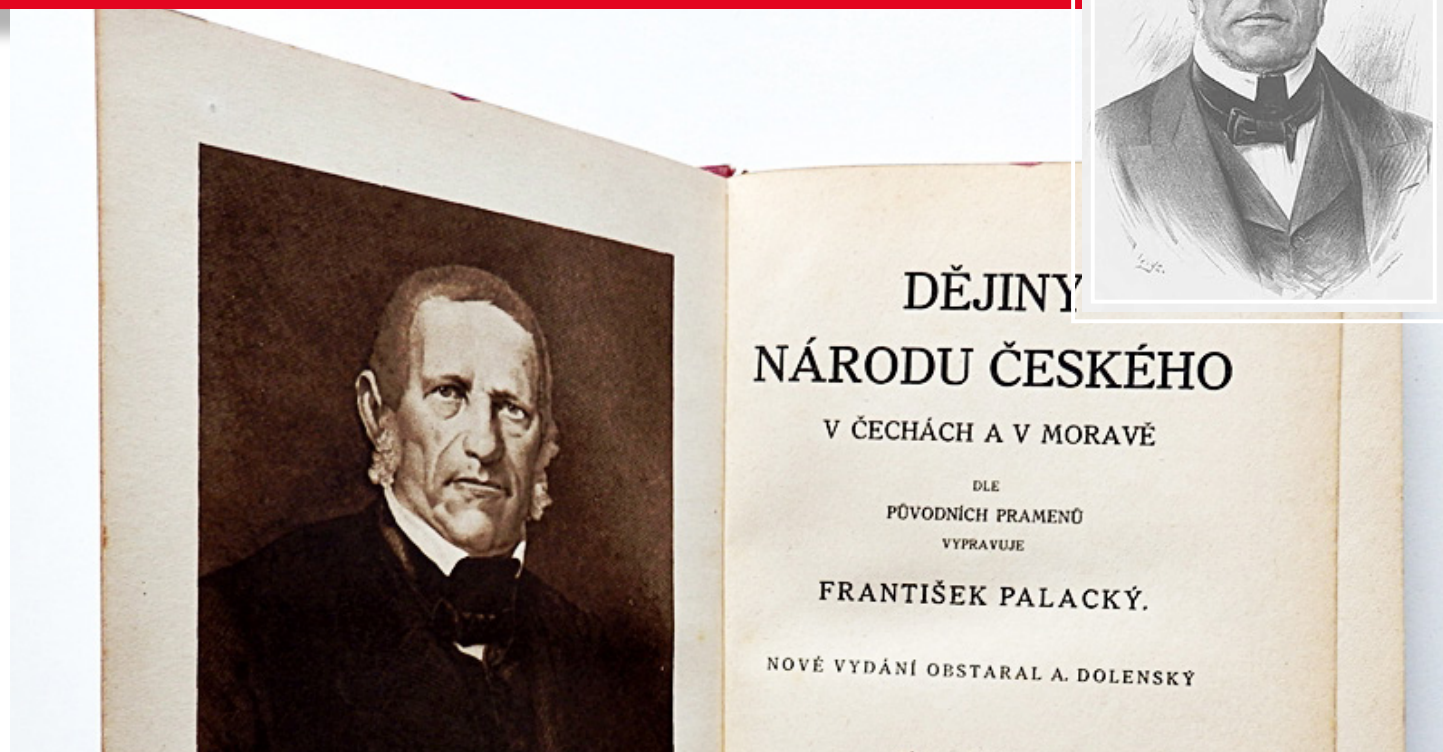 DĚJINY
NÁRODU ČESKÉHO
V ČECHÁCH A V MORAVĚ
DLE
PŮVODNÍCH PRAMENŮ
VYPRAVUJE
FRANTIŠEK PALACKÝ.
NOVÉ VYDÁNÍ OBSTARAL A. DOLENSKÝ